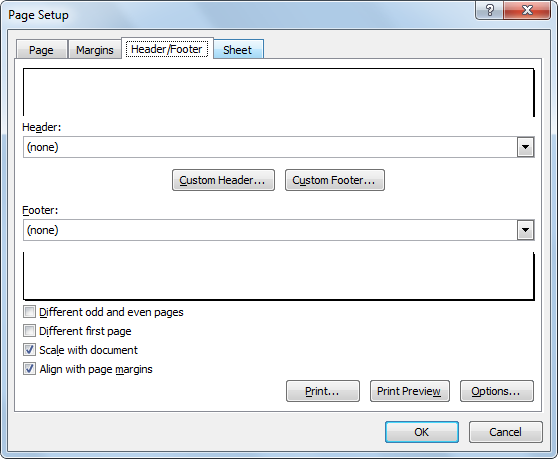 Page Setup
Page Margins Header/Footer Sheet
Header:
(none)
Custom Header... Custom Footer...
Footer:
(none)
Different odd and even pages
Different first page
Scale with document
Align with page margins
Print... Print Preview Options...
OK Cancel